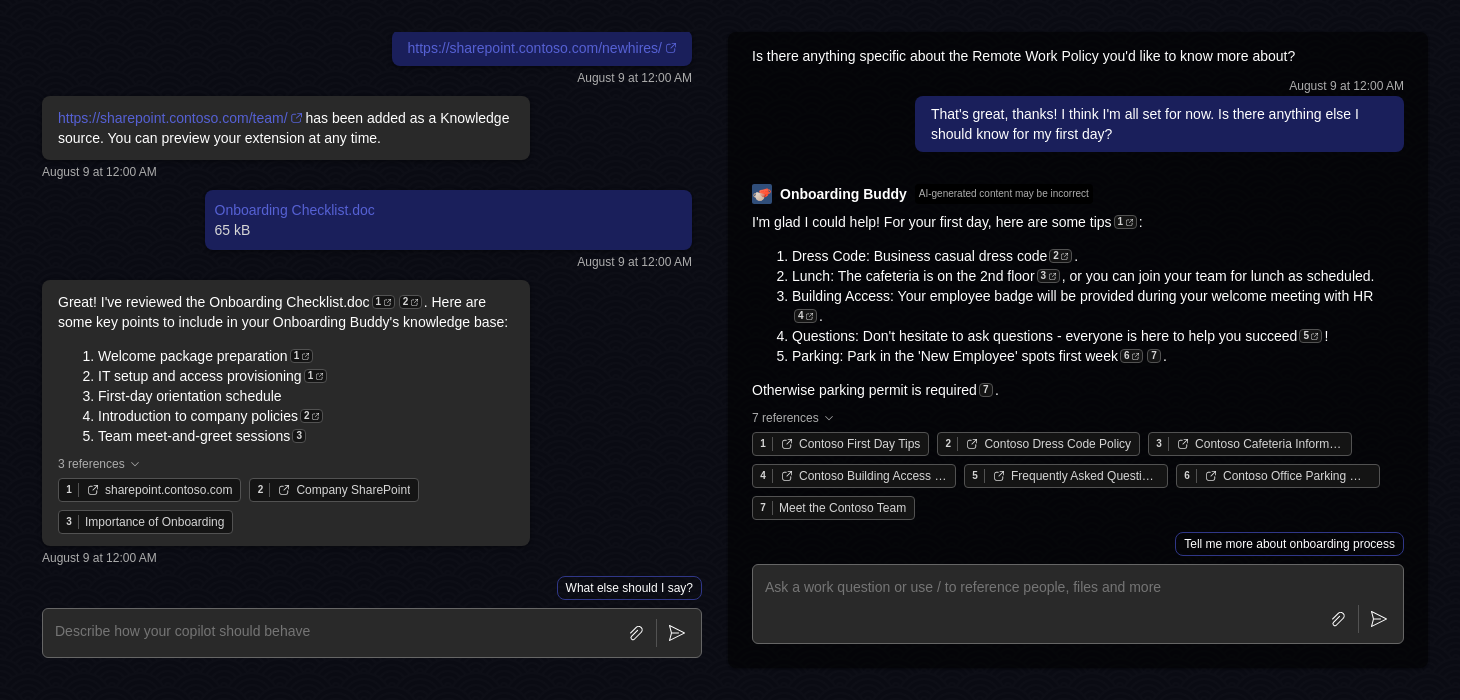 https://sharepoint.contoso.com/newhires/
August 9 at 12:00 AM
https://sharepoint.contoso.com/team/ has been added as a Knowledge
source. You can preview your extension at any time.
August 9 at 12:00 AM
Onboarding Checklist.doc
65 kB
August 9 at 12:00 AM
Great! I've reviewed the Onboarding Checklist.doc 1 2 . Here are
some key points to include in your Onboarding Buddy's knowledge base:
1. Welcome package preparation 1
2. IT setup and access provisioning 1
3. First-day orientation schedule
4. Introduction to company policies 2
5. Team meet-and-greet sessions 3
3 references
1 sharepoint.contoso.com 2 Company SharePoint
3 Importance of Onboarding
August 9 at 12:00 AM
What else should I say?
Describe how your copilot should behave
Is there anything specific about the Remote Work Policy you'd like to know more about?
August 9 at 12:00 AM
That's great, thanks! I think I'm all set for now. Is there anything else I
should know for my first day?
Onboarding Buddy AI-generated content may be incorrect
I'm glad I could help! For your first day, here are some tips 1 :
1. Dress Code: Business casual dress code 2 .
2. Lunch: The cafeteria is on the 2nd floor 3 , or you can join your team for lunch as scheduled.
3. Building Access: Your employee badge will be provided during your welcome meeting with HR
4 .
4. Questions: Don't hesitate to ask questions - everyone is here to help you succeed 5 !
5. Parking: Park in the 'New Employee' spots first week 6 7 .
Otherwise parking permit is required 7 .
7 references
1 Contoso First Day Tips 2 Contoso Dress Code Policy 3 Contoso Cafeteria Inform...
4 Contoso Building Access ... 5 Frequently Asked Questi... 6 Contoso Office Parking ...
7 Meet the Contoso Team
Tell me more about onboarding process
Ask a work question or use / to reference people, files and more